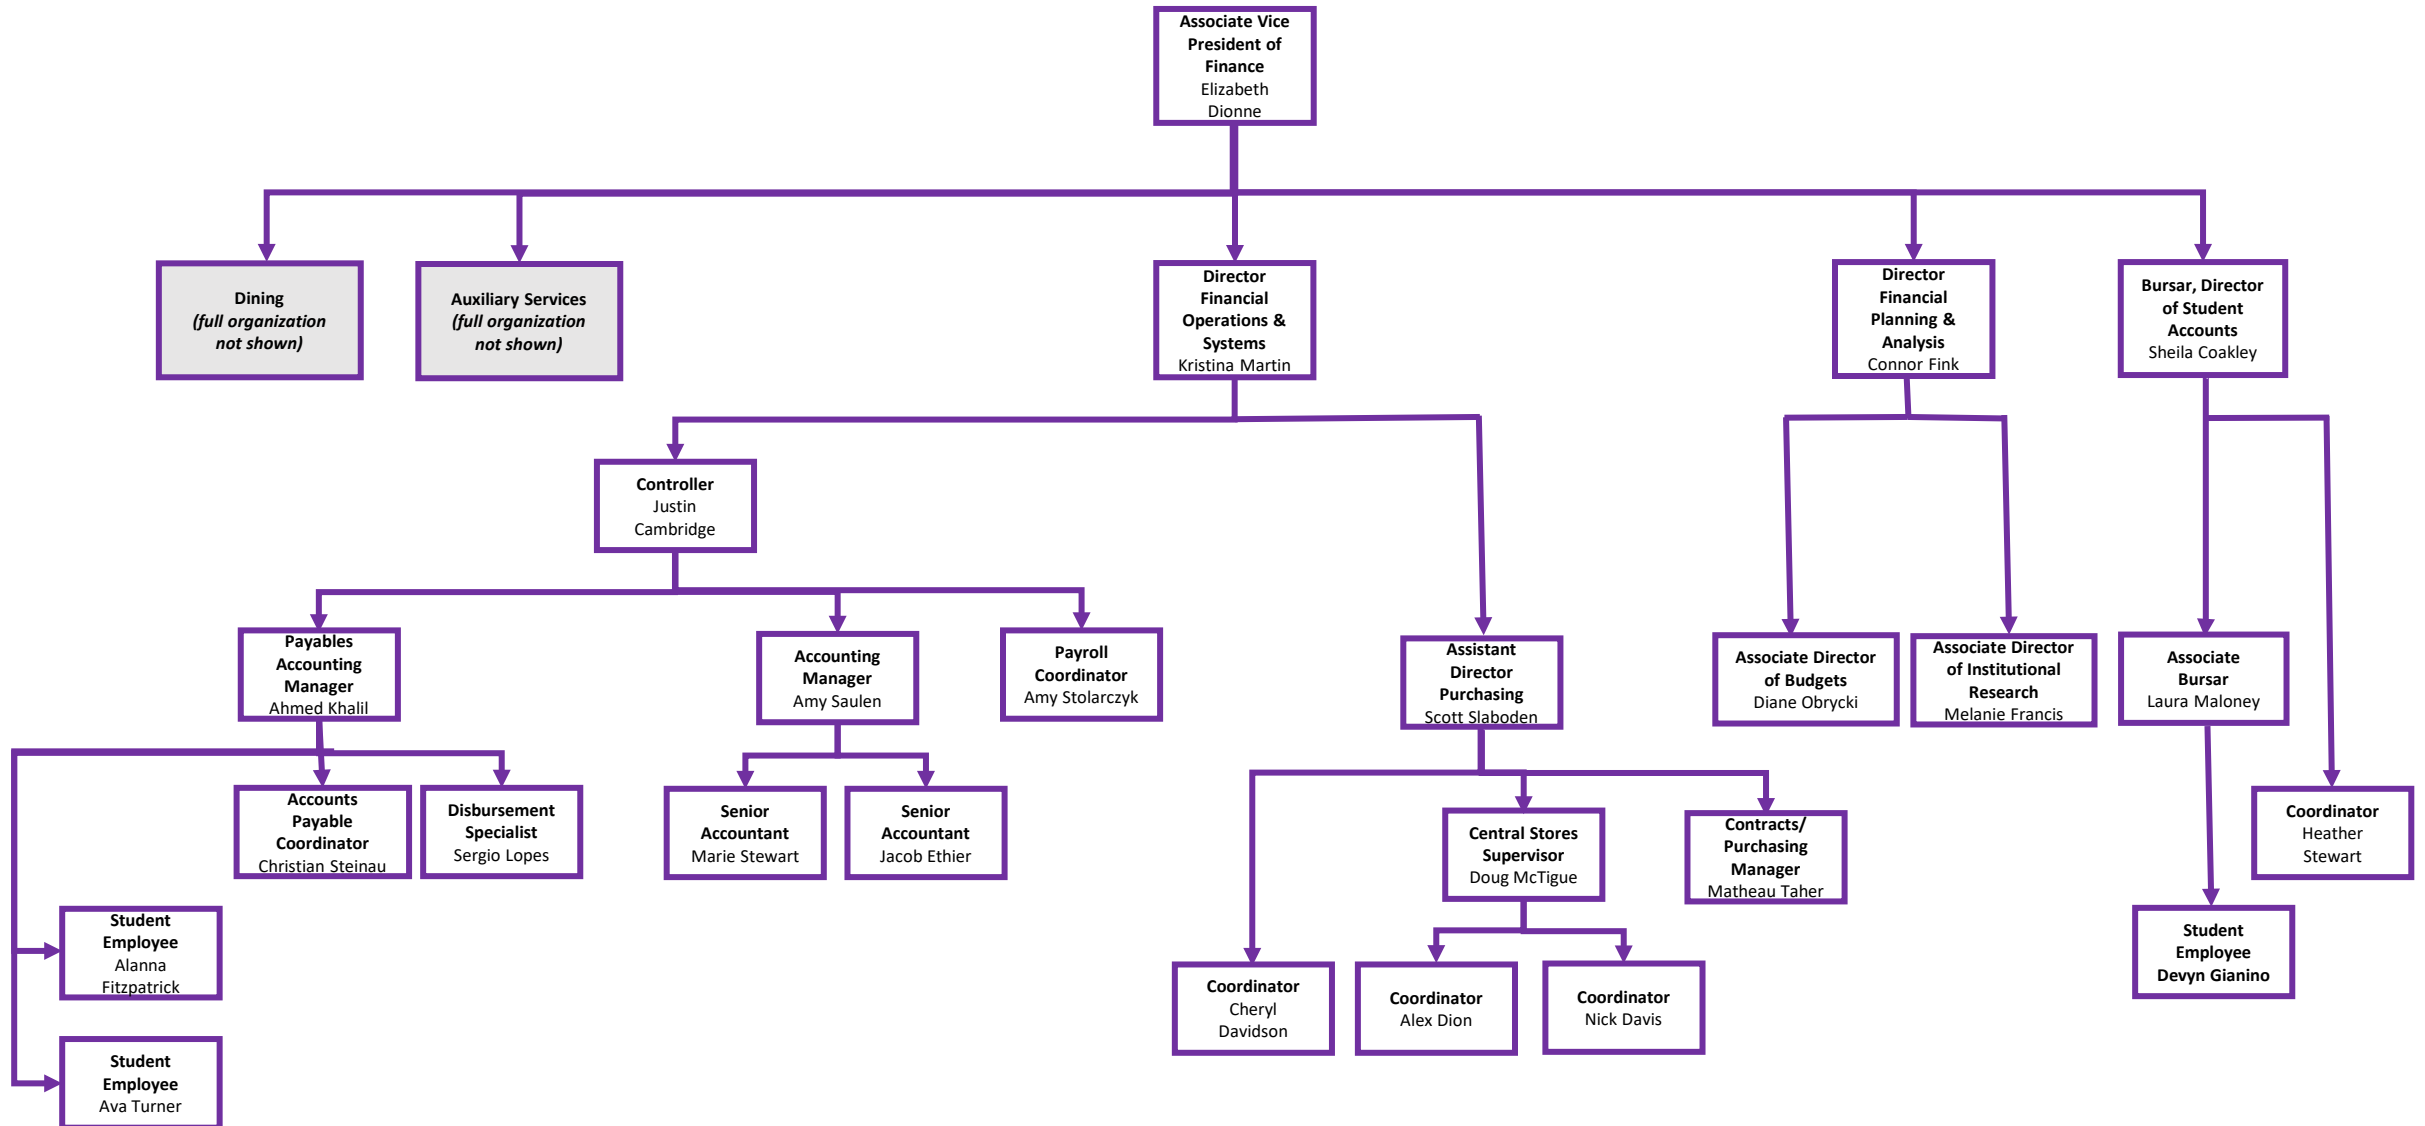 Associate Vice
President of
Finance
Elizabeth
Dionne
Dining
(full organization
not shown)
Auxiliary Services
(full organization
not shown)
Director
Financial
Operations &
Systems
Kristina Martin
Director
Financial
Planning &
Analysis
Connor Fink
Bursar, Director
of Student
Accounts
Sheila Coakley
Controller
Justin
Cambridge
Payables
Accounting
Manager
Ahmed Khalil
Accounting
Manager
Amy Saulen
Payroll
Coordinator
Amy Stolarczyk
Assistant
Director
Purchasing
Scott Slaboden
Associate Director
of Budgets
Diane Obrycki
Associate Director
of Institutional
Research
Melanie Francis
Associate
Bursar
Laura Maloney
Accounts
Payable
Coordinator
Christian Steinau
Disbursement
Specialist
Sergio Lopes
Senior
Accountant
Marie Stewart
Senior
Accountant
Jacob Ethier
Central Stores
Supervisor
Doug McTigue
Contracts/
Purchasing
Manager
Matheau Taher
Coordinator
Heather
Stewart
Student
Employee
Alanna
Fitzpatrick
Coordinator
Cheryl
Davidson
Coordinator
Alex Dion
Coordinator
Nick Davis
Student
Employee
Devyn Gianino
Student
Employee
Ava Turner